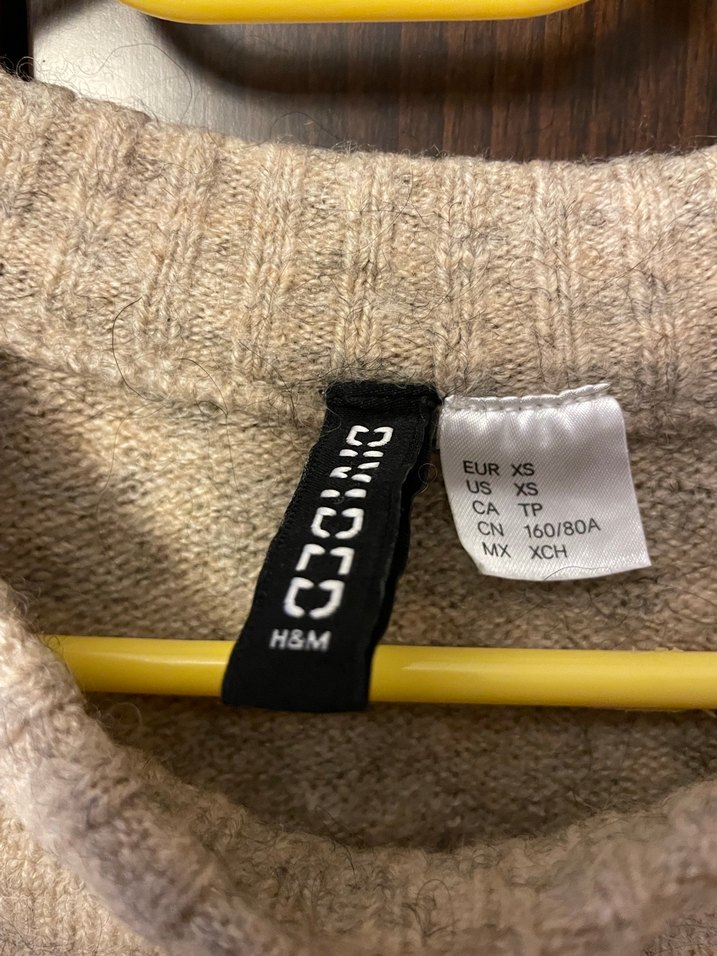 DIVIDED
H&M
EUR XS
US XS
CA TP
CN 160/80A
MX XCH